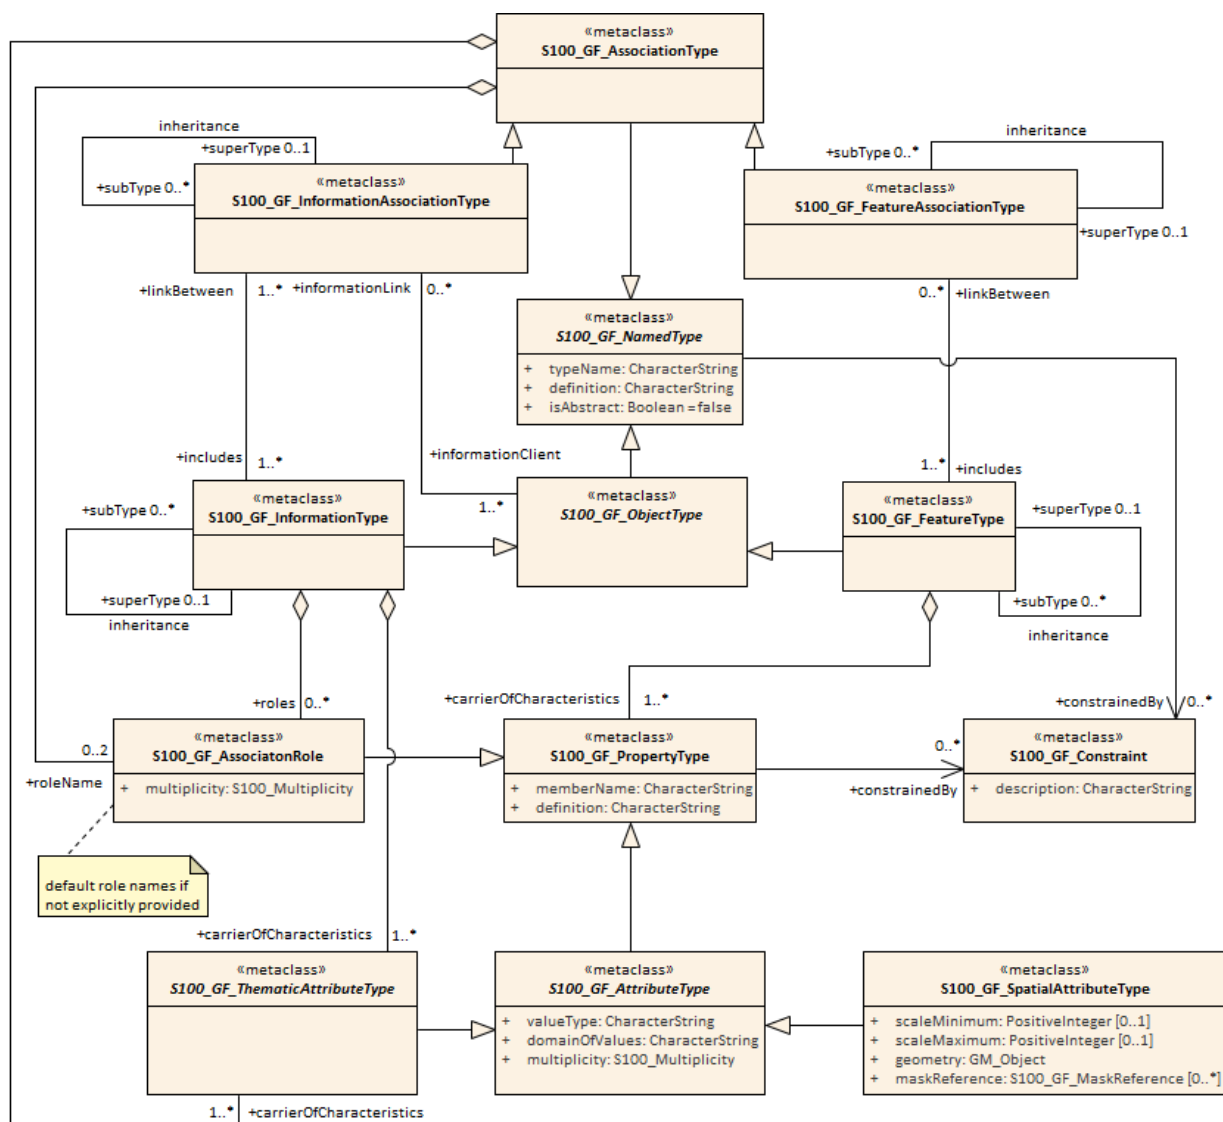 «metaclass»
S100_GF_AssociationType
inheritance
+superType 0..1
+subType 0..*
«metaclass»
S100_GF_InformationAssociationType
inheritance
+subType 0..*
«metaclass»
S100_GF_FeatureAssociationType
+superType 0..1
+linkBetween
1..*
+informationLink
0..*
0..*
+linkBetween
«metaclass»
S100_GF_NamedType
+ typeName: CharacterString
+ definition: CharacterString
+ isAbstract: Boolean = false
+includes
1..*
+informationClient
1..*
1..*
+includes
«metaclass»
S100_GF_InformationType
+subType 0..*
+superType 0..1
inheritance
«metaclass»
S100_GF_ObjectType
«metaclass»
S100_GF_FeatureType
+superType 0..1
+subType 0..*
inheritance
+roles
0..*
+carrierOfCharacteristics
1..*
+constrainedBy
0..*
0..2
+roleName
«metaclass»
S100_GF_AssociatonRole
+ multiplicity: S100_Multiplicity
«metaclass»
S100_GF_PropertyType
+ memberName: CharacterString
+ definition: CharacterString
0..*
+constrainedBy
«metaclass»
S100_GF_Constraint
+ description: CharacterString
default role names if
not explicitly provided
+carrierOfCharacteristics
1..*
«metaclass»
S100_GF_ThematicAttributeType
«metaclass»
S100_GF_AttributeType
+ valueType: CharacterString
+ domainOfValues: CharacterString
+ multiplicity: S100_Multiplicity
«metaclass»
S100_GF_SpatialAttributeType
+ scaleMinimum: PositiveInteger [0..1]
+ scaleMaximum: PositiveInteger [0..1]
+ geometry: GM_Object
+ maskReference: S100_GF_MaskReference [0..*]
1..*
+carrierOfCharacteristics